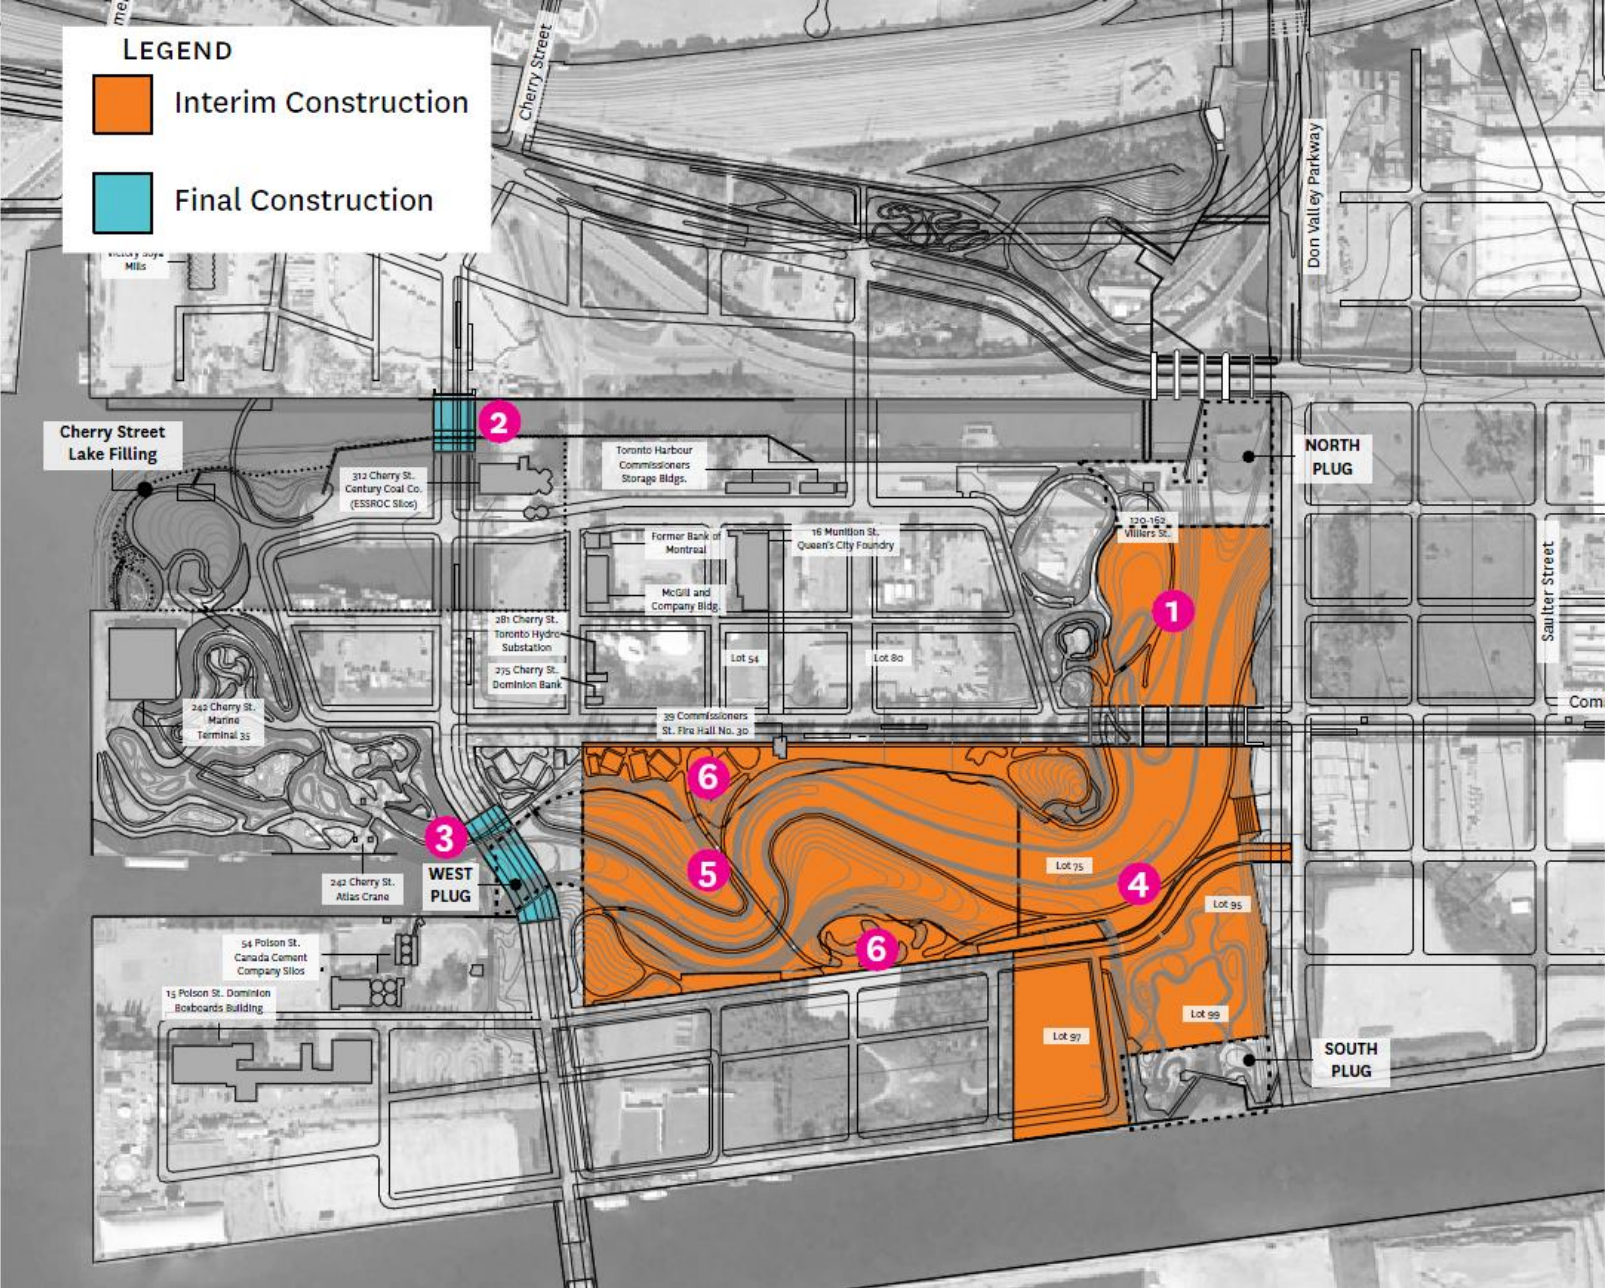 me
Cherry Street
LEGEND
Interim Construction
Final Construction
Don Valley Parkway
Victory Soya
Mills
2
Cherry Street
Lake Filling
312 Cherry St.
Century Coal Co.
(ESSROC Silos)
Toronto Harbour
Commissioners
Storage Bldgs.
NORTH
PLUG
120-162
Villiers St.
Former Bank of
Montreal
16 Munition St.
Queen's City Foundry
McGill and
Company Bldg.
1
Saulter Street
281 Cherry St.
Toronto Hydro
Substation
275 Cherry St.
Dominion Bank
Lot 54
Lot 80
242 Cherry St.
Marine
Terminal 35
39 Commissioners
St. Fire Hall No. 30
Com
6
3
5
4
Lot 75
WEST
PLUG
242 Cherry St.
Atlas Crane
Lot 95
6
54 Polson St.
Canada Cement
Company Silos
15 Polson St. Dominion
Boxboards Building
Lot 99
Lot 97
SOUTH
PLUG